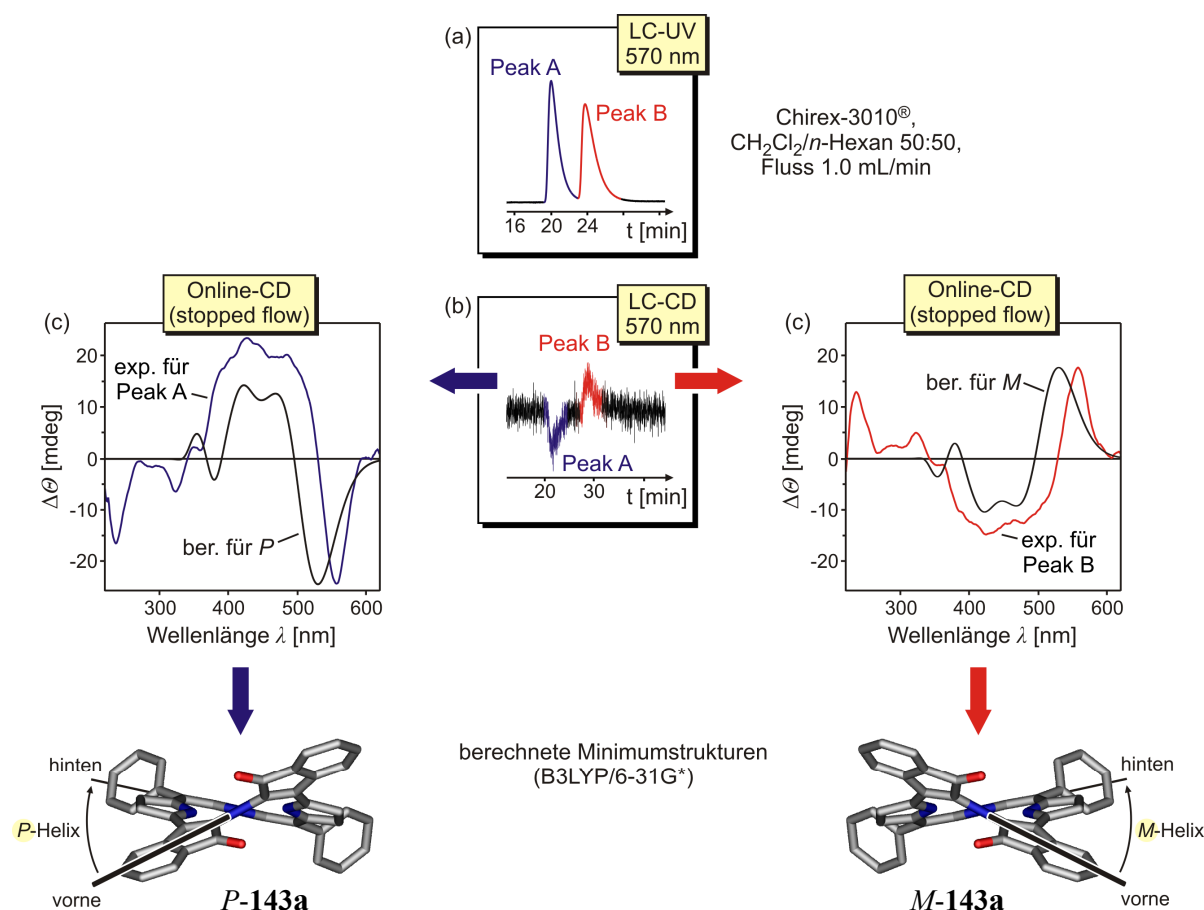 (a)
LC-UV
570 nm
Peak A
Peak B
16 20 24 t [min]
Chirex-3010®,
CH₂Cl₂/n-Hexan 50:50,
Fluss 1.0 mL/min
Online-CD
(stopped flow)
(c)
20
10
0
-10
-20
ΔΘ [mdeg]
exp. für
Peak A
ber. für P
300 400 500 600
Wellenlänge λ [nm]
(b)
LC-CD
570 nm
Peak B
Peak A
20 30 t [min]
Online-CD
(stopped flow)
(c)
20
10
0
-10
-20
ΔΘ [mdeg]
ber. für M
exp. für
Peak B
300 400 500 600
Wellenlänge λ [nm]
hinten
P-Helix
vorne
P-143a
berechnete Minimumstrukturen
(B3LYP/6-31G*)
hinten
M-Helix
vorne
M-143a